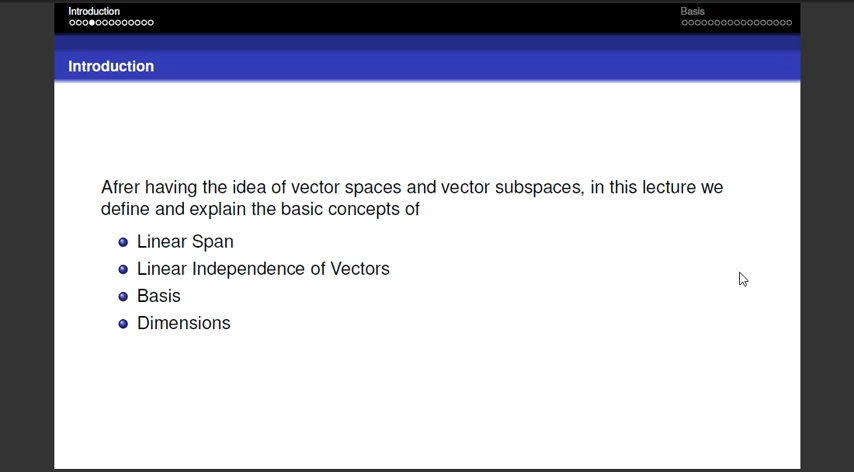 Introduction
Basis
Introduction
Afrer having the idea of vector spaces and vector subspaces, in this lecture we
define and explain the basic concepts of
Linear Span
Linear Independence of Vectors
Basis
Dimensions